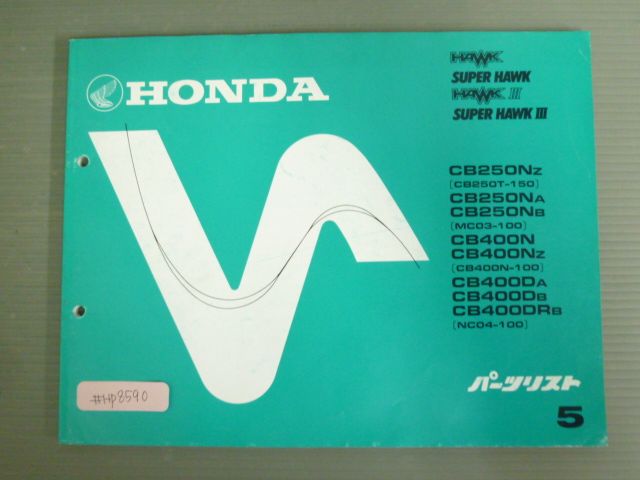 HONDA
HAWK
SUPER HAWK
HAWK III
SUPER HAWK III
CB250NZ
(CB250T-150)
CB250NA
CB250NB
(MC03-100)
CB400N
CB400NZ
(CB400N-100)
CB400DA
CB400DB
CB400DRB
(NC04-100)
パーツリスト
5
#HP8590